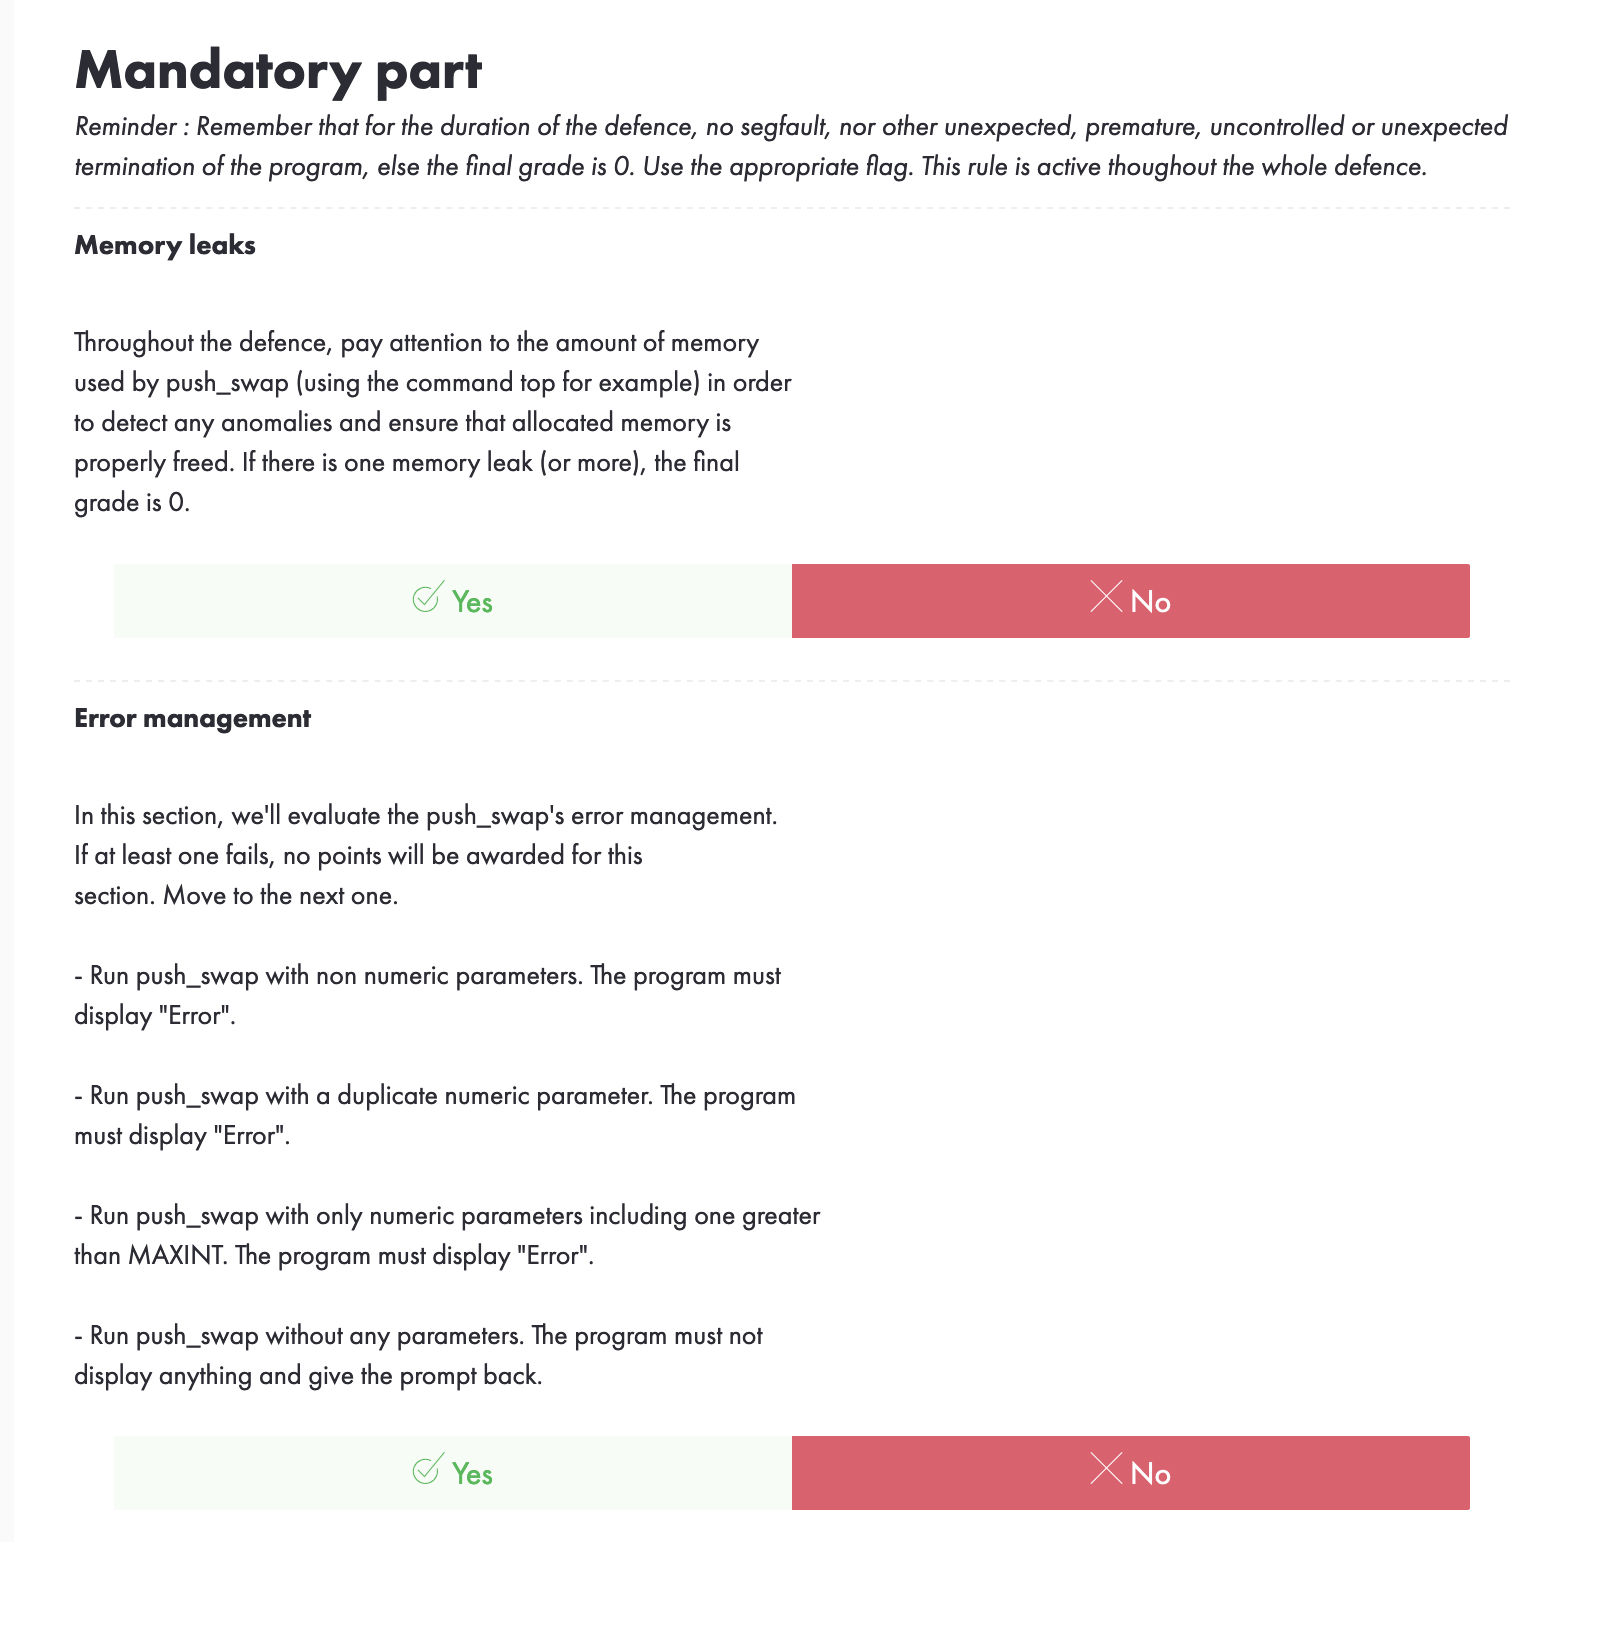 Mandatory part
Reminder : Remember that for the duration of the defence, no segfault, nor other unexpected, premature, uncontrolled or unexpected
termination of the program, else the final grade is 0. Use the appropriate flag. This rule is active thoughout the whole defence.
Memory leaks
Throughout the defence, pay attention to the amount of memory
used by push_swap (using the command top for example) in order
to detect any anomalies and ensure that allocated memory is
properly freed. If there is one memory leak (or more), the final
grade is 0.
Yes
No
Error management
In this section, we'll evaluate the push_swap's error management.
If at least one fails, no points will be awarded for this
section. Move to the next one.
- Run push_swap with non numeric parameters. The program must
display "Error".
- Run push_swap with a duplicate numeric parameter. The program
must display "Error".
- Run push_swap with only numeric parameters including one greater
than MAXINT. The program must display "Error".
- Run push_swap without any parameters. The program must not
display anything and give the prompt back.
Yes
No